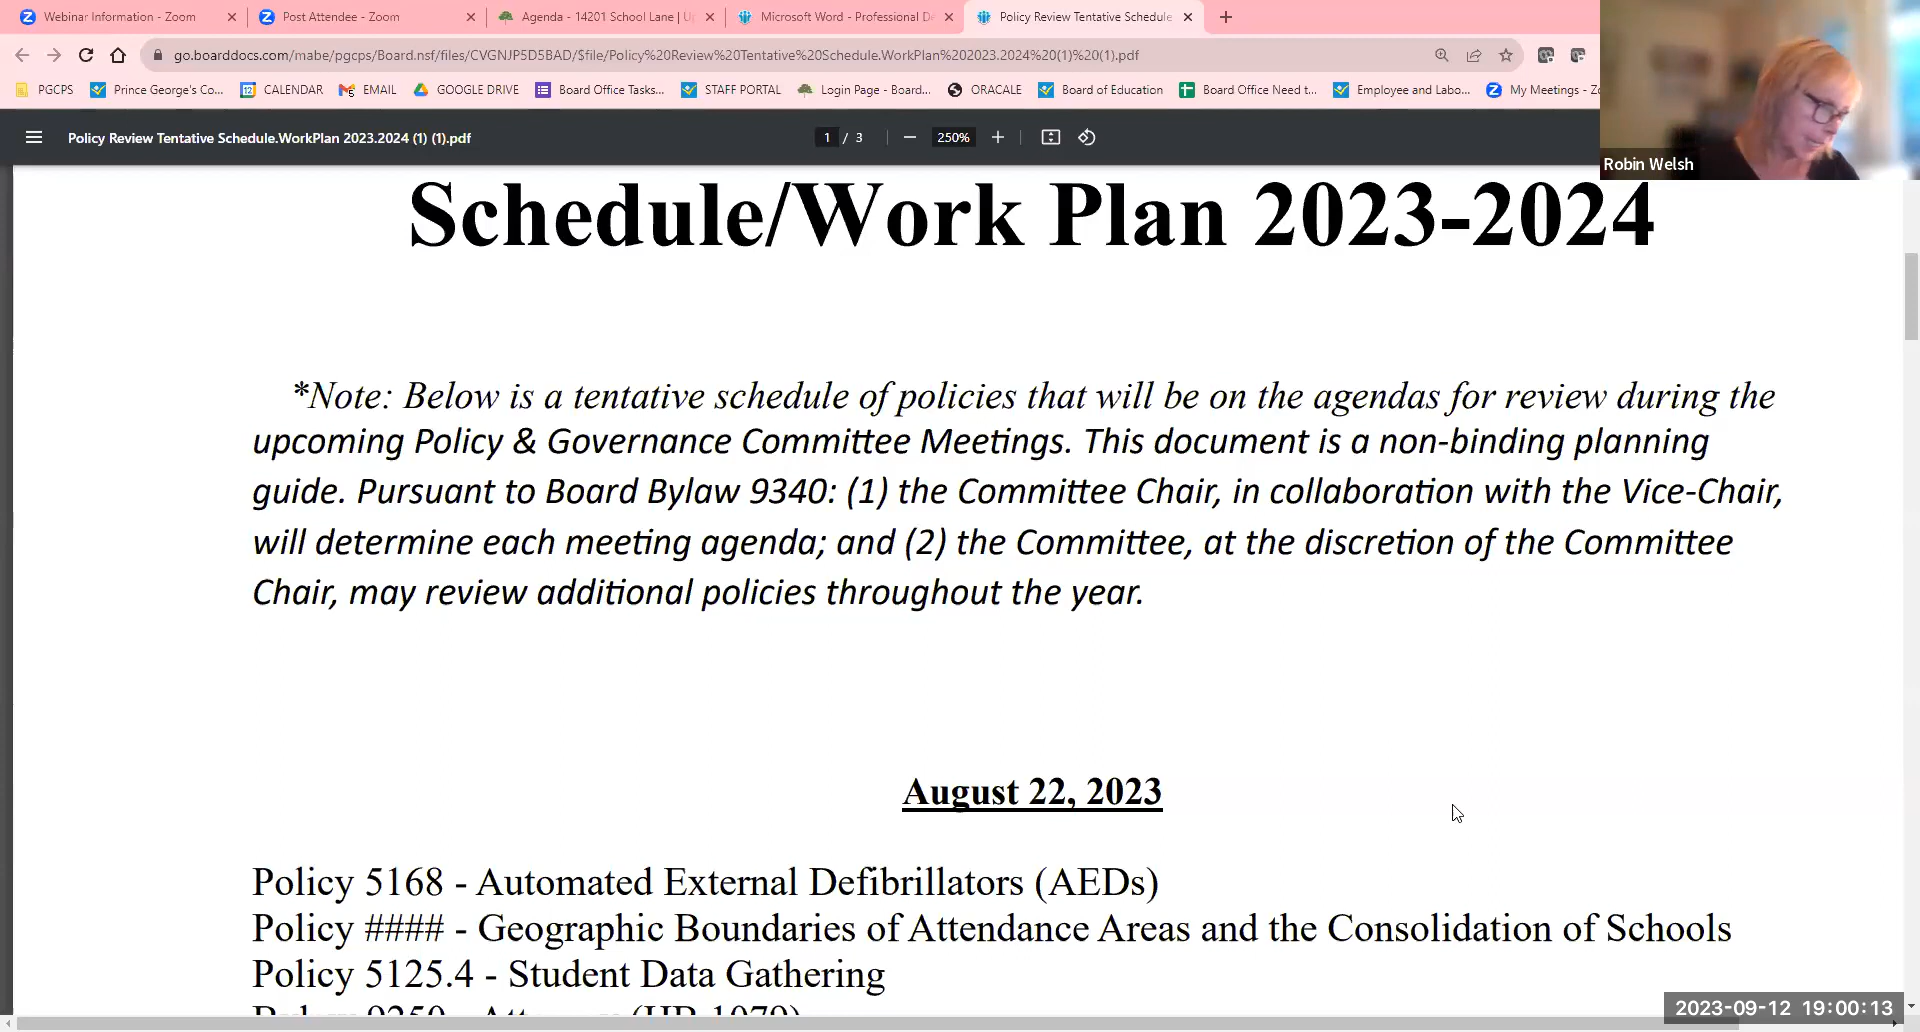 Webinar Information - Zoom
Post Attendee - Zoom
Agenda - 14201 School Lane | U
Microsoft Word - Professional D
Policy Review Tentative Schedule
go.boarddocs.com/mabe/pgcps/Board.nsf/files/CVGNJP5D5BAD/$file/Policy%20Review%20Tentative%20Schedule.WorkPlan%202023.2024%20(1)%20(1).pdf
PGCPS
Prince George's Co...
CALENDAR
EMAIL
GOOGLE DRIVE
Board Office Tasks...
STAFF PORTAL
Login Page - Board...
ORACALE
Board of Education
Board Office Need t...
Employee and Labo...
My Meetings - Zo
Policy Review Tentative Schedule.WorkPlan 2023.2024 (1) (1).pdf
1 / 3
250%
Robin Welsh
Schedule/Work Plan 2023-2024
*Note: Below is a tentative schedule of policies that will be on the agendas for review during the
upcoming Policy & Governance Committee Meetings. This document is a non-binding planning
guide. Pursuant to Board Bylaw 9340: (1) the Committee Chair, in collaboration with the Vice-Chair,
will determine each meeting agenda; and (2) the Committee, at the discretion of the Committee
Chair, may review additional policies throughout the year.
August 22, 2023
Policy 5168 - Automated External Defibrillators (AEDs)
Policy #### - Geographic Boundaries of Attendance Areas and the Consolidation of Schools
Policy 5125.4 - Student Data Gathering
2023-09-12 19:00:13